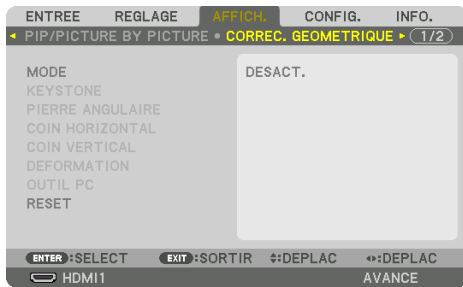 ENTREE REGLAGE AFFICH. CONFIG. INFO.
PIP/PICTURE BY PICTURE • CORREC. GEOMETRIQUE 1/2
MODE DESACT.
KEYSTONE
PIERRE ANGULAIRE
COIN HORIZONTAL
COIN VERTICAL
DEFORMATION
OUTIL PC
RESET
ENTER :SELECT EXIT :SORTIR :DEPLAC :DEPLAC
HDMI1 AVANCE